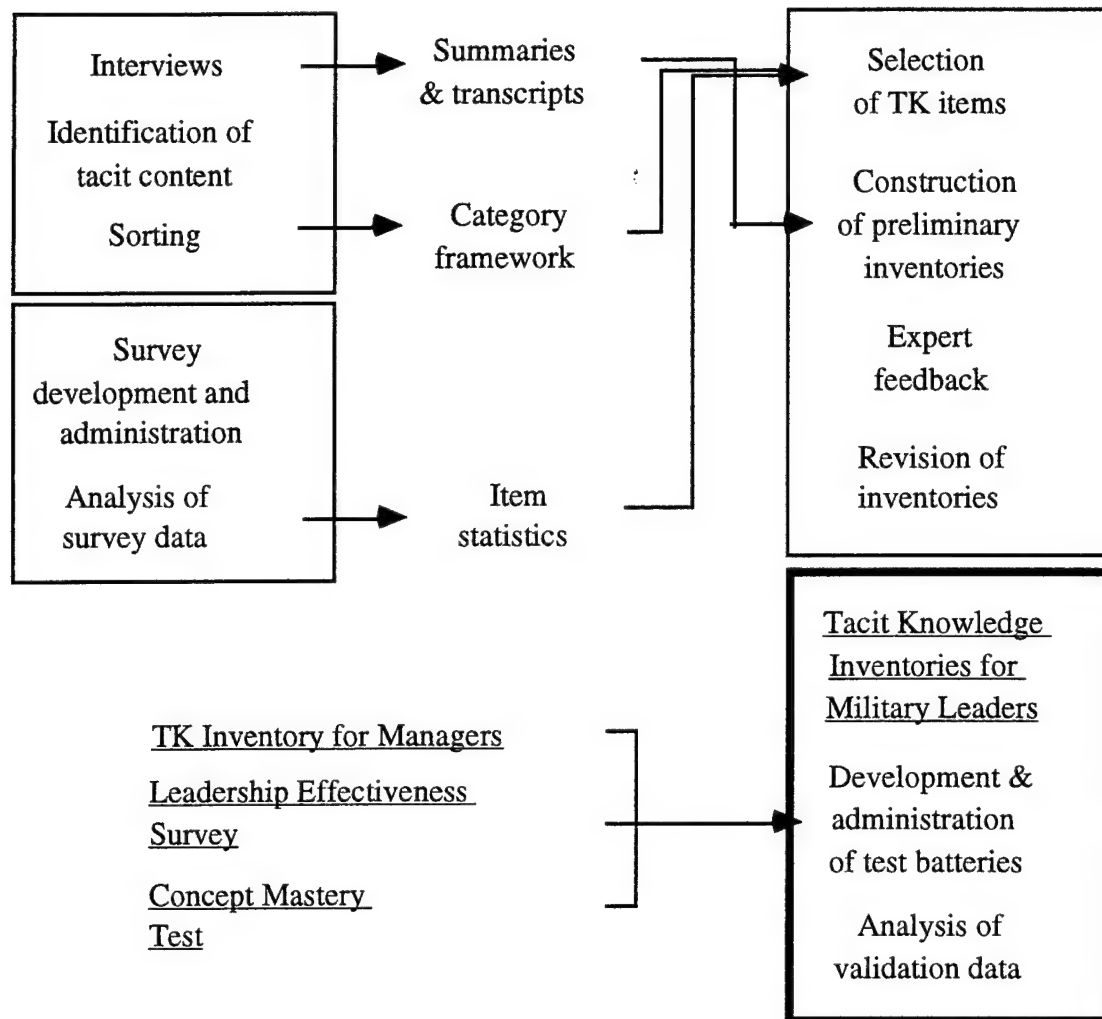 Interviews
Identification of
tacit content
Sorting
Summaries
& transcripts
Category
framework
Selection
of TK items
Construction
of preliminary
inventories
Expert
feedback
Revision of
inventories
Survey
development and
administration
Analysis of
survey data
Item
statistics
TK Inventory for Managers
Leadership Effectiveness
Survey
Concept Mastery
Test
Tacit Knowledge
Inventories for
Military Leaders
Development &
administration
of test batteries
Analysis of
validation data